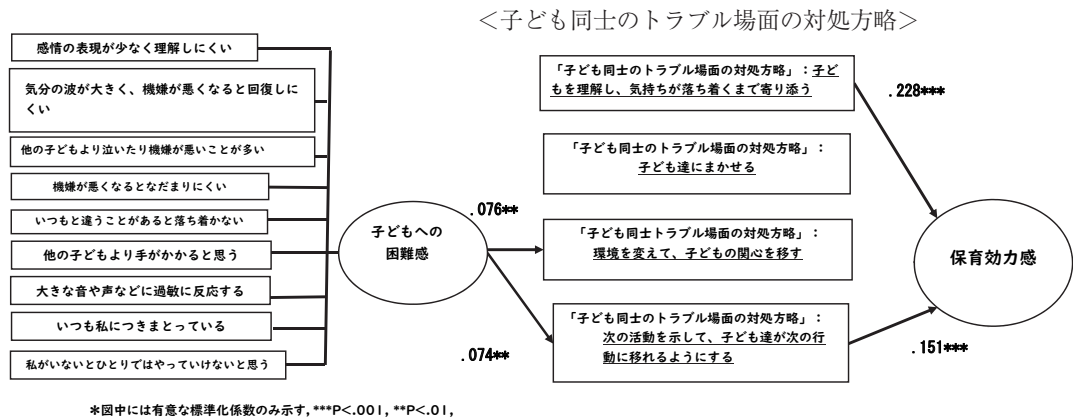 <子ども同士のトラブル場面の対処方略>
感情の表現が少なく理解しにくい
気分の波が大きく、機嫌が悪くなると回復しに
くい
他の子どもより泣いたり機嫌が悪いことが多い
機嫌が悪くなるとなだまりにくい
いつもと違うことがあると落ち着かない
他の子どもより手がかかると思う
大きな音や声などに過敏に反応する
いつも私につきまとっている
私がいないとひとりではやっていけないと思う
子どもへの
困難感
.076**
.074**
「子ども同士のトラブル場面の対処方略」:子ど
もを理解し、気持ちが落ち着くまで寄り添う
「子ども同士のトラブル場面の対処方略」:
子ども達にまかせる
「子ども同士トラブル場面の対処方略」:
環境を変えて、子どもの関心を移す
「子ども同士のトラブル場面の対処方略」:
次の活動を示して、子ども達が次の行
動に移れるようにする
.228***
.151***
保育効力感
*図中には有意な標準化係数のみ示す,***P<.001, **P<.01,